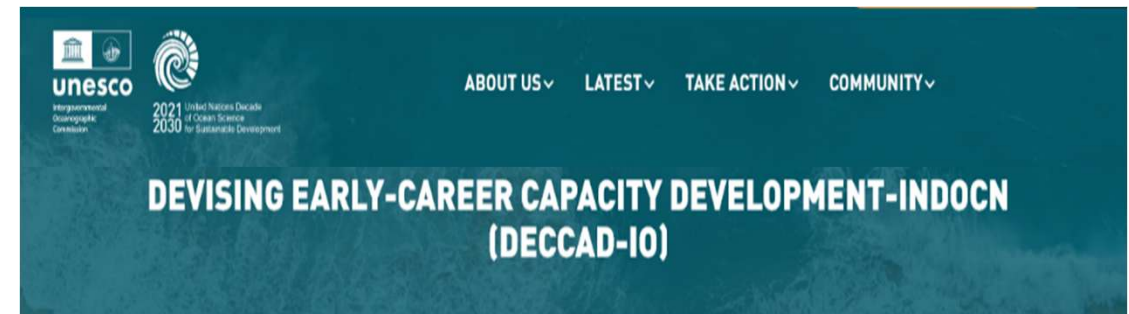 unesco
Intergovernmental
Oceanographic
Commission
2021 United Nations Decade
of Ocean Science
2030 for Sustainable Development
ABOUT US LATEST TAKE ACTION COMMUNITY
DEVISING EARLY-CAREER CAPACITY DEVELOPMENT-INDOCN
(DECCAD-IO)